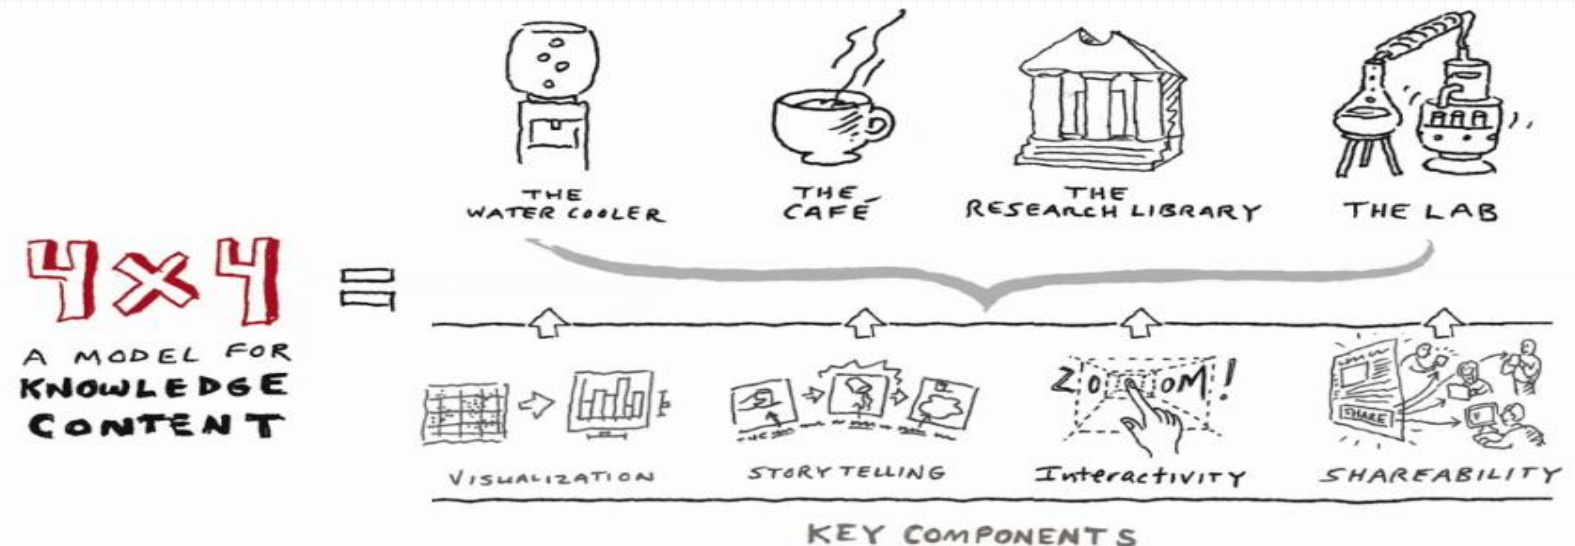 4x4
A MODEL FOR
KNOWLEDGE
CONTENT
=
THE
WATER COOLER
THE
CAFÉ
THE
RESEARCH LIBRARY
THE LAB
VISUALIZATION
STORYTELLING
ZOOM!
Interactivity
SHARE
SHAREABILITY
KEY COMPONENTS